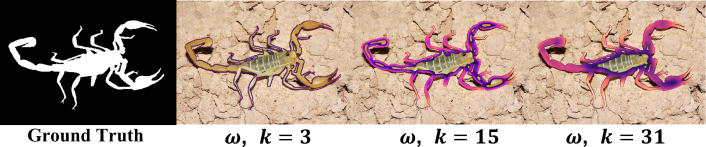 Ground Truth
ω, k = 3
ω, k = 15
ω, k = 31